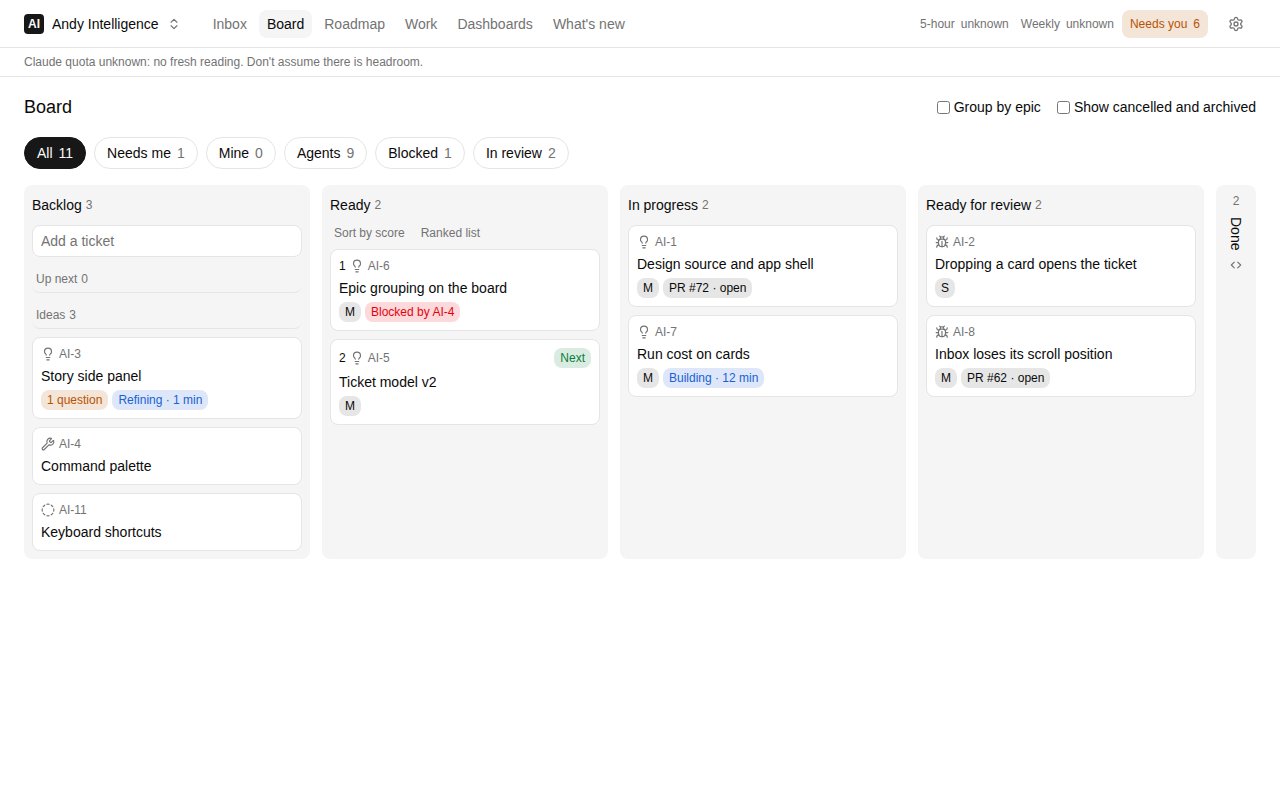 AI Andy Intelligence Inbox Board Roadmap Work Dashboards What's new 5-hour unknown Weekly unknown Needs you 6
Claude quota unknown: no fresh reading. Don't assume there is headroom.
Board
Group by epic Show cancelled and archived
All 11 Needs me 1 Mine 0 Agents 9 Blocked 1 In review 2
Backlog 3
Add a ticket
Up next 0
Ideas 3
AI-3
Story side panel
1 question Refining · 1 min
AI-4
Command palette
AI-11
Keyboard shortcuts
Ready 2
Sort by score Ranked list
1 AI-6
Epic grouping on the board
M Blocked by AI-4
2 AI-5 Next
Ticket model v2
M
In progress 2
AI-1
Design source and app shell
M PR #72 · open
AI-7
Run cost on cards
M Building · 12 min
Ready for review 2
AI-2
Dropping a card opens the ticket
S
AI-8
Inbox loses its scroll position
M PR #62 · open
2
Done